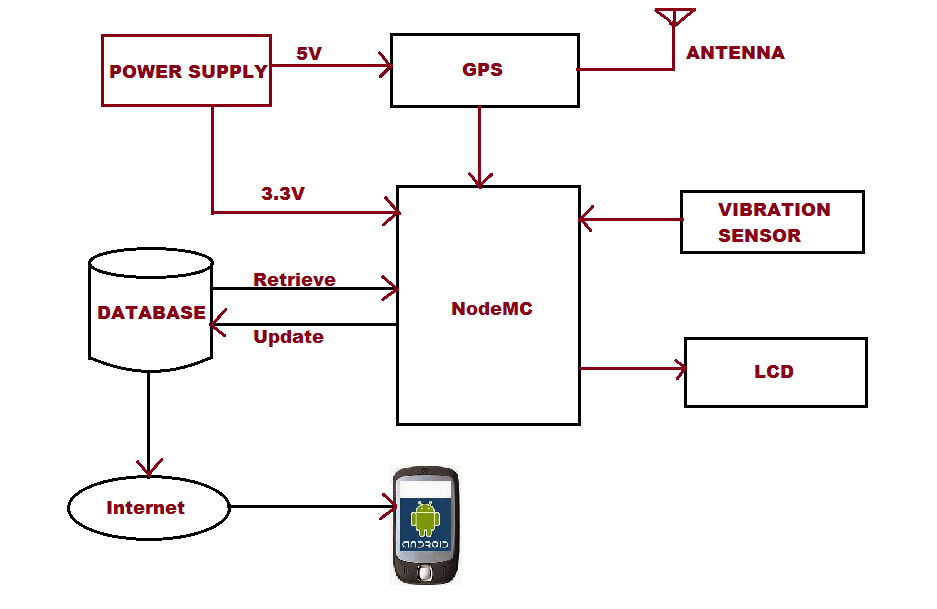 5V
ANTENNA
POWER SUPPLY
GPS
3.3V
VIBRATION
SENSOR
Retrieve
DATABASE
NodeMC
Update
LCD
Internet
ANDROID